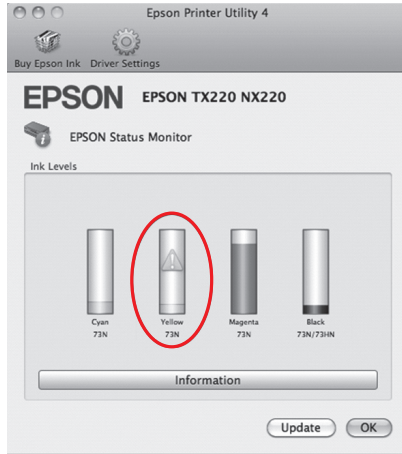 Epson Printer Utility 4
Buy Epson Ink Driver Settings
EPSON EPSON TX220 NX220
EPSON Status Monitor
Ink Levels
Cyan Yellow Magenta Black
73N 73N 73N 73N/73HN
Information
Update OK